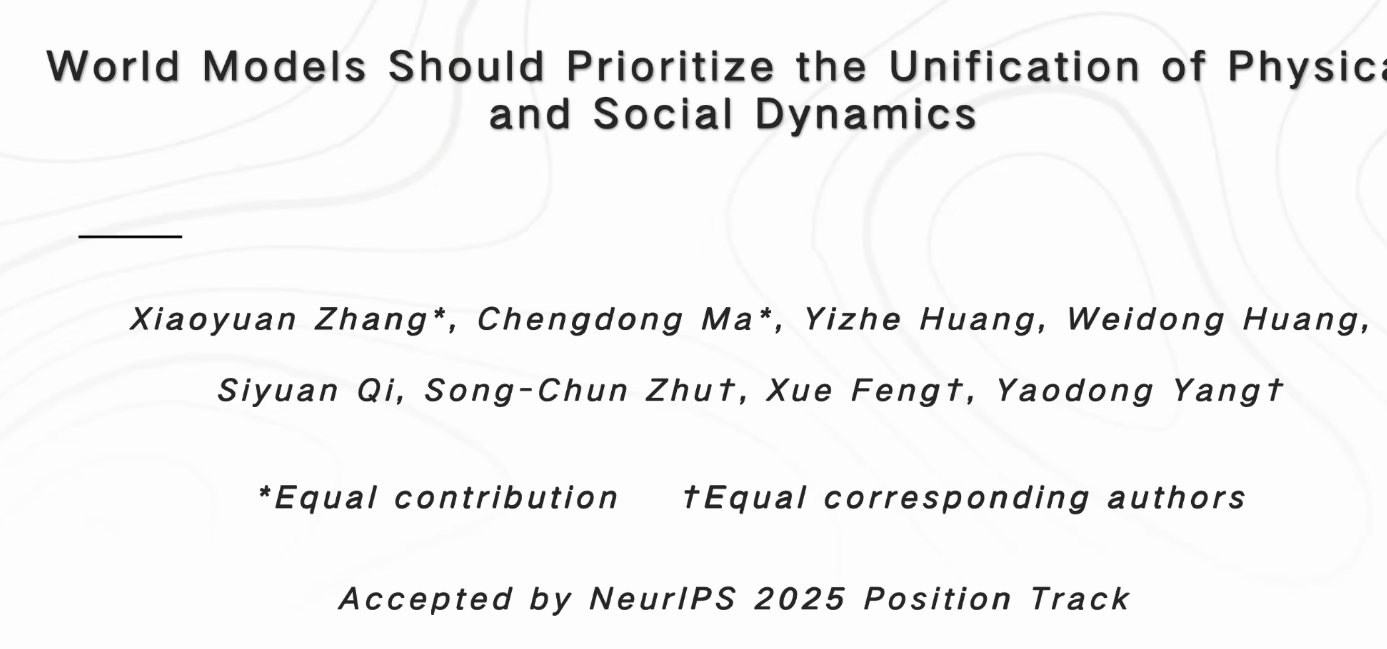 World Models Should Prioritize the Unification of Physica
and Social Dynamics
Xiaoyuan Zhang*, Chengdong Ma*, Yizhe Huang, Weidong Huang,
Siyuan Qi, Song-Chun Zhu†, Xue Feng†, Yaodong Yang†
*Equal contribution †Equal corresponding authors
Accepted by NeurIPS 2025 Position Track